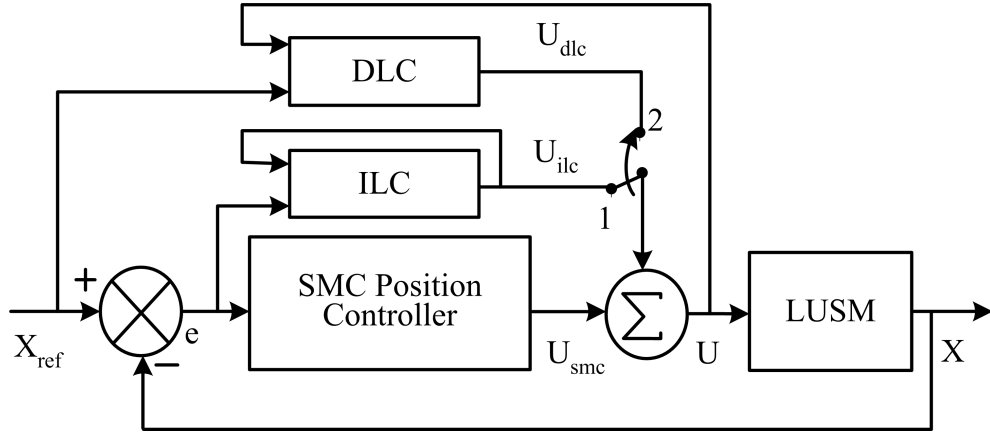 DLC
U_dlc
2
ILC
U_ilc
1
SMC Position
Controller
+
X_ref
−
e
U_smc
Σ
U
LUSM
X